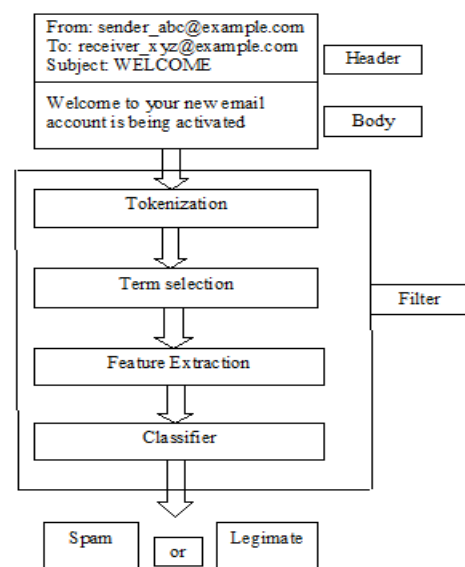 From: sender_abc@example.com
To: receiver_xyz@example.com
Subject: WELCOME
Header
Welcome to your new email
account is being activated
Body
Tokenization
Term selection
Filter
Feature Extraction
Classifier
Spam
or
Legimate